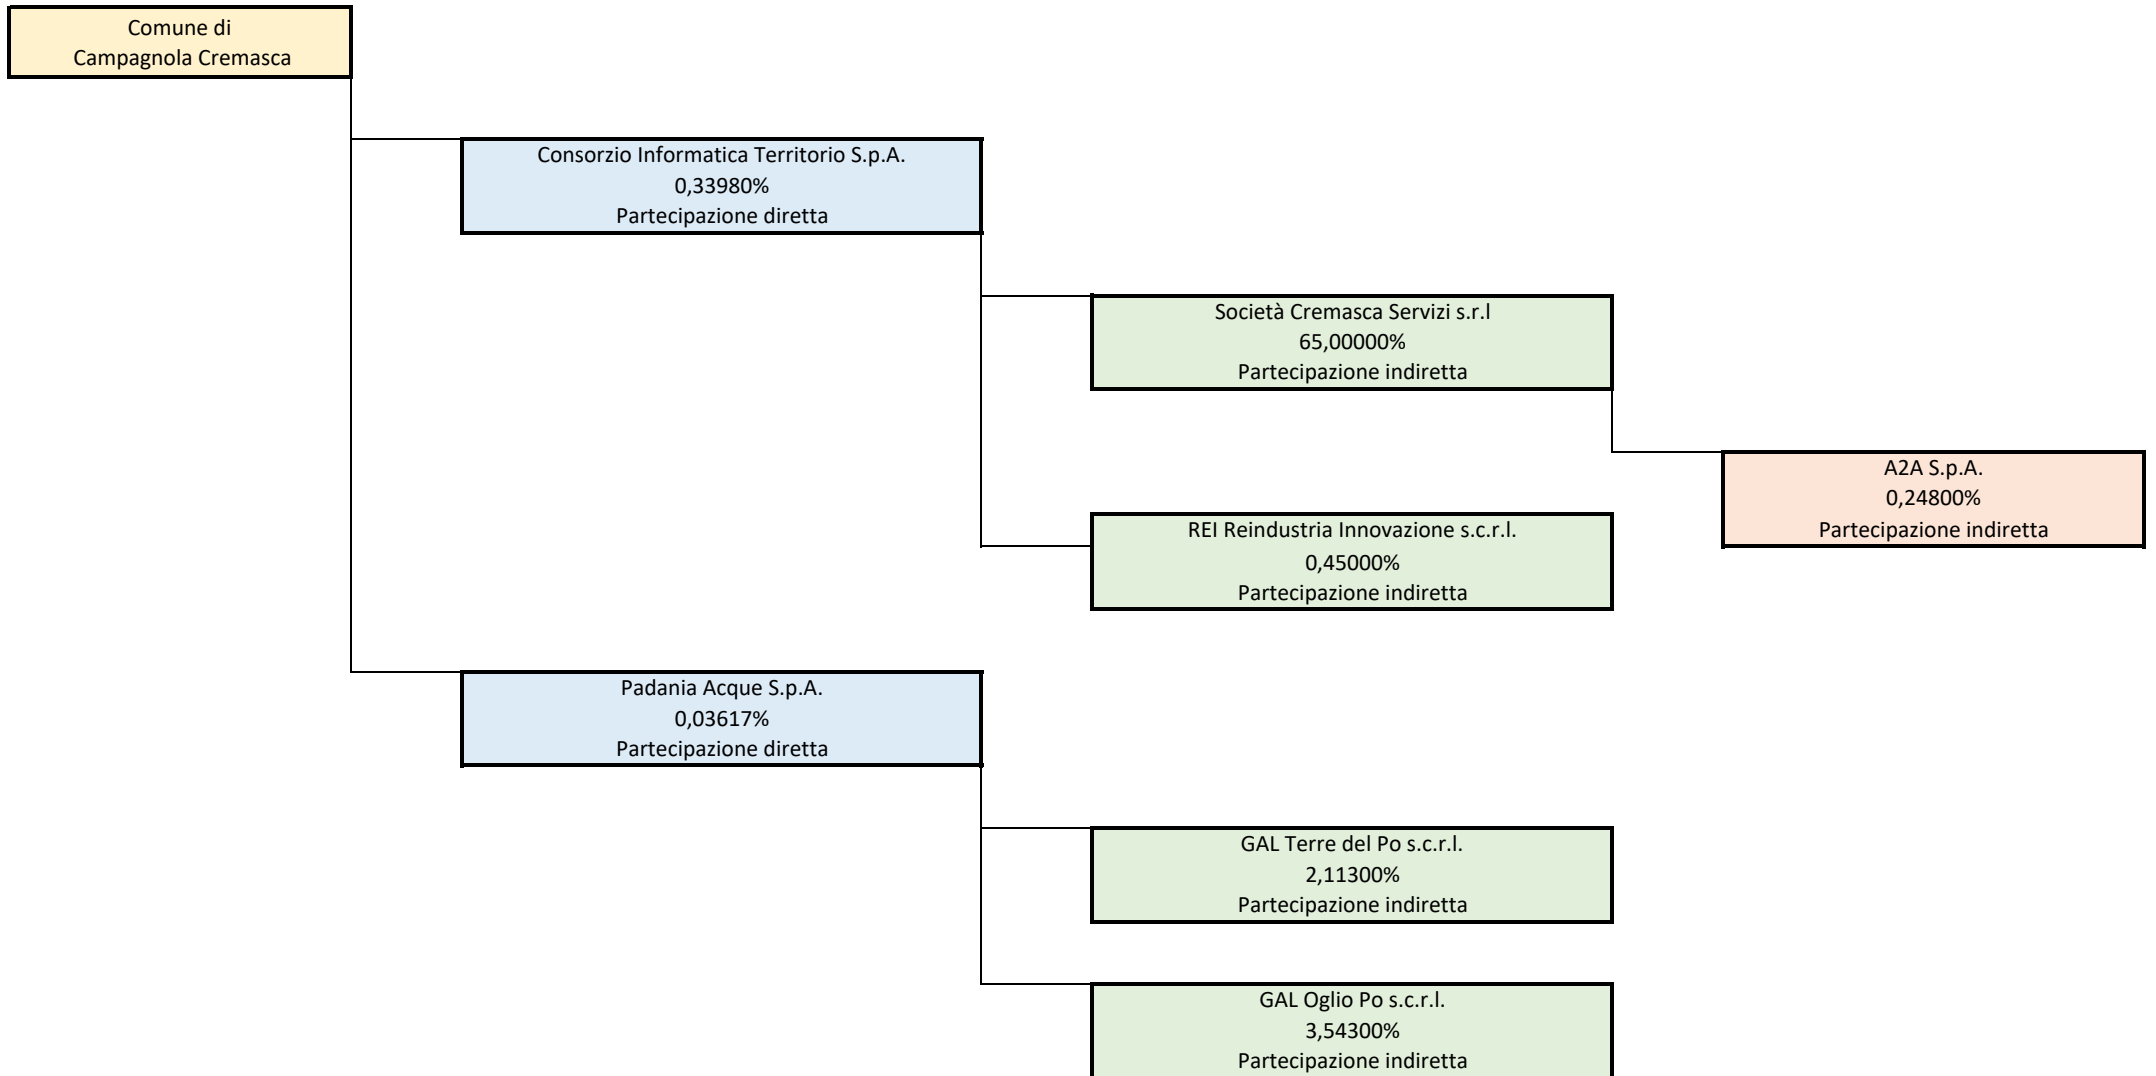 Comune di
Campagnola Cremasca
Consorzio Informatica Territorio S.p.A.
0,33980%
Partecipazione diretta
Società Cremasca Servizi s.r.l
65,00000%
Partecipazione indiretta
A2A S.p.A.
0,24800%
Partecipazione indiretta
REI Reindustria Innovazione s.c.r.l.
0,45000%
Partecipazione indiretta
Padania Acque S.p.A.
0,03617%
Partecipazione diretta
GAL Terre del Po s.c.r.l.
2,11300%
Partecipazione indiretta
GAL Oglio Po s.c.r.l.
3,54300%
Partecipazione indiretta